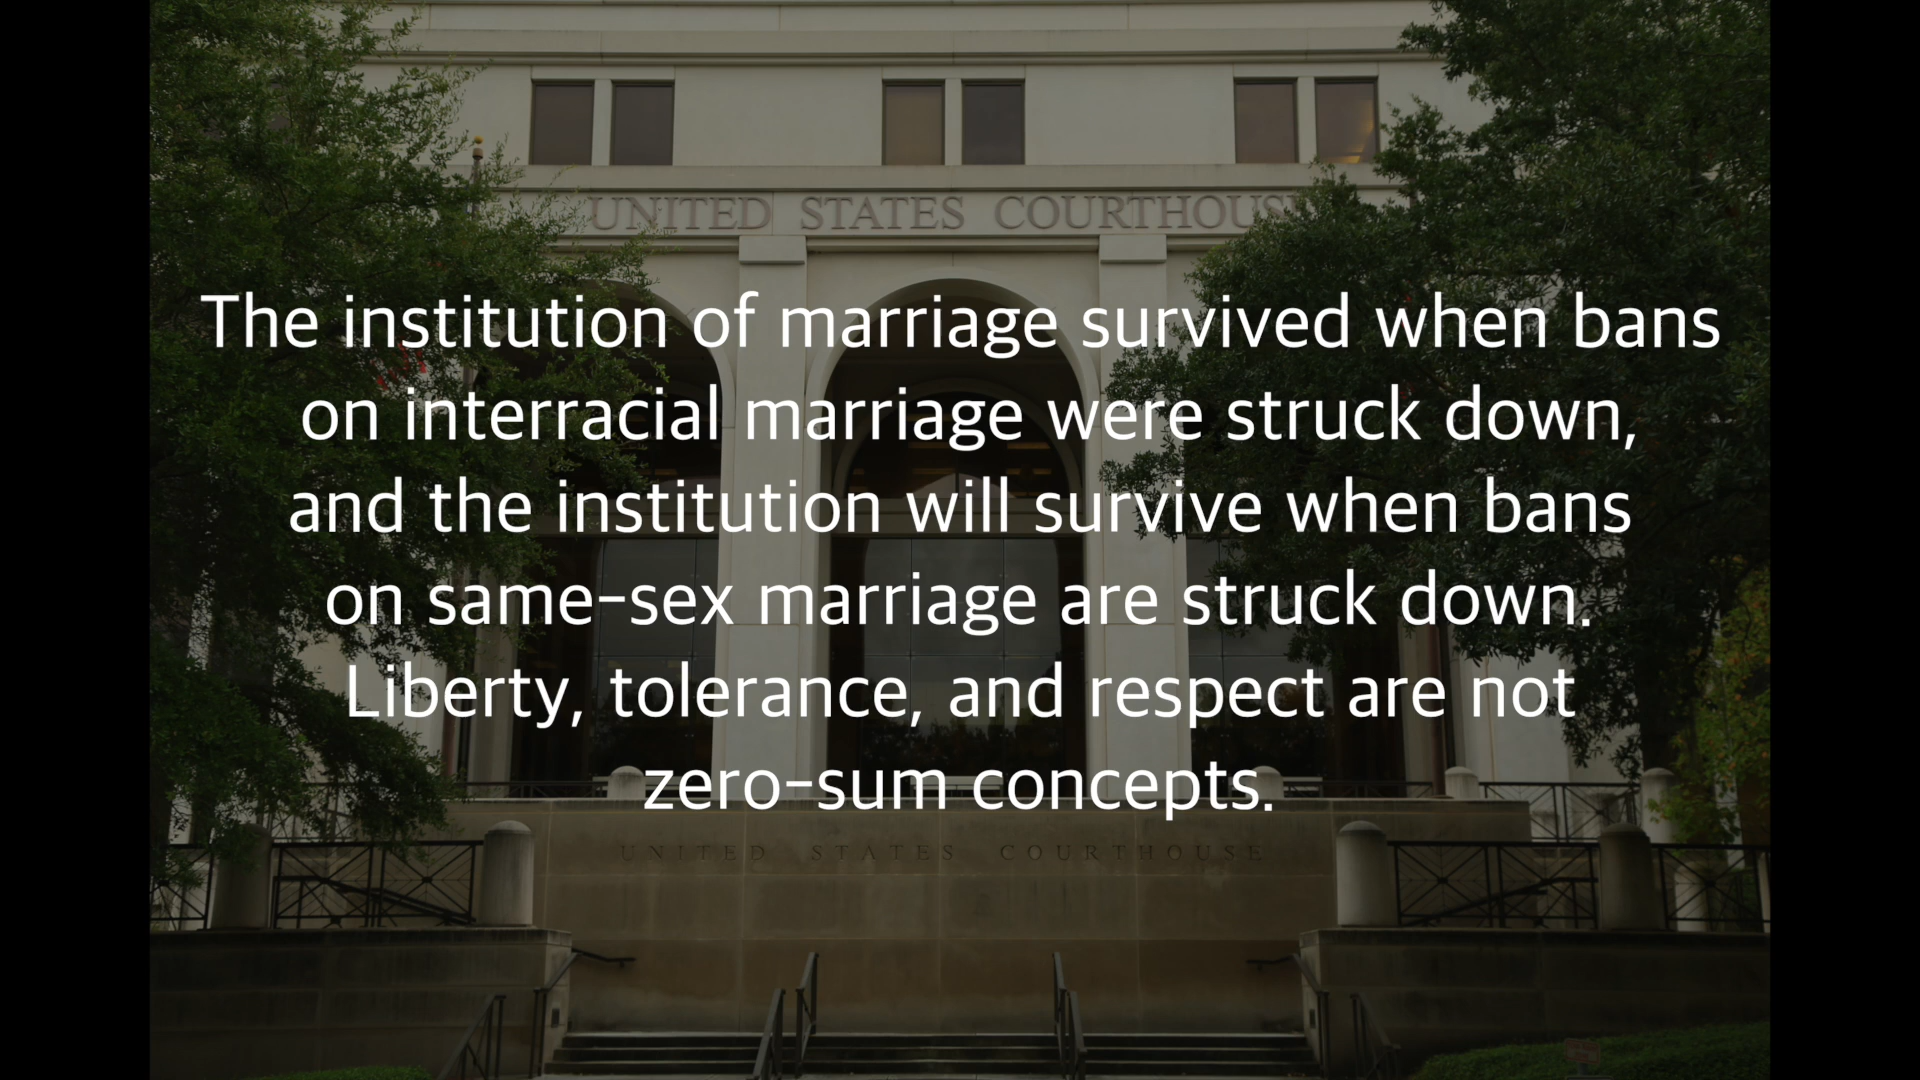 UNITED STATES COURTHOUS
The institution of marriage survived when bans
on interracial marriage were struck down,
and the institution will survive when bans
on same-sex marriage are struck down.
Liberty, tolerance, and respect are not
zero-sum concepts.
UNITED STATES COURTHOUSE